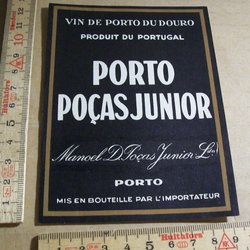 VIN DE PORTO DU DOURO
PRODUIT DU PORTUGAL
PORTO
POÇAS JUNIOR
Manoel D. Poças Junior Lda
PORTO
MIS EN BOUTEILLE PAR L'IMPORTATEUR
Hultafors